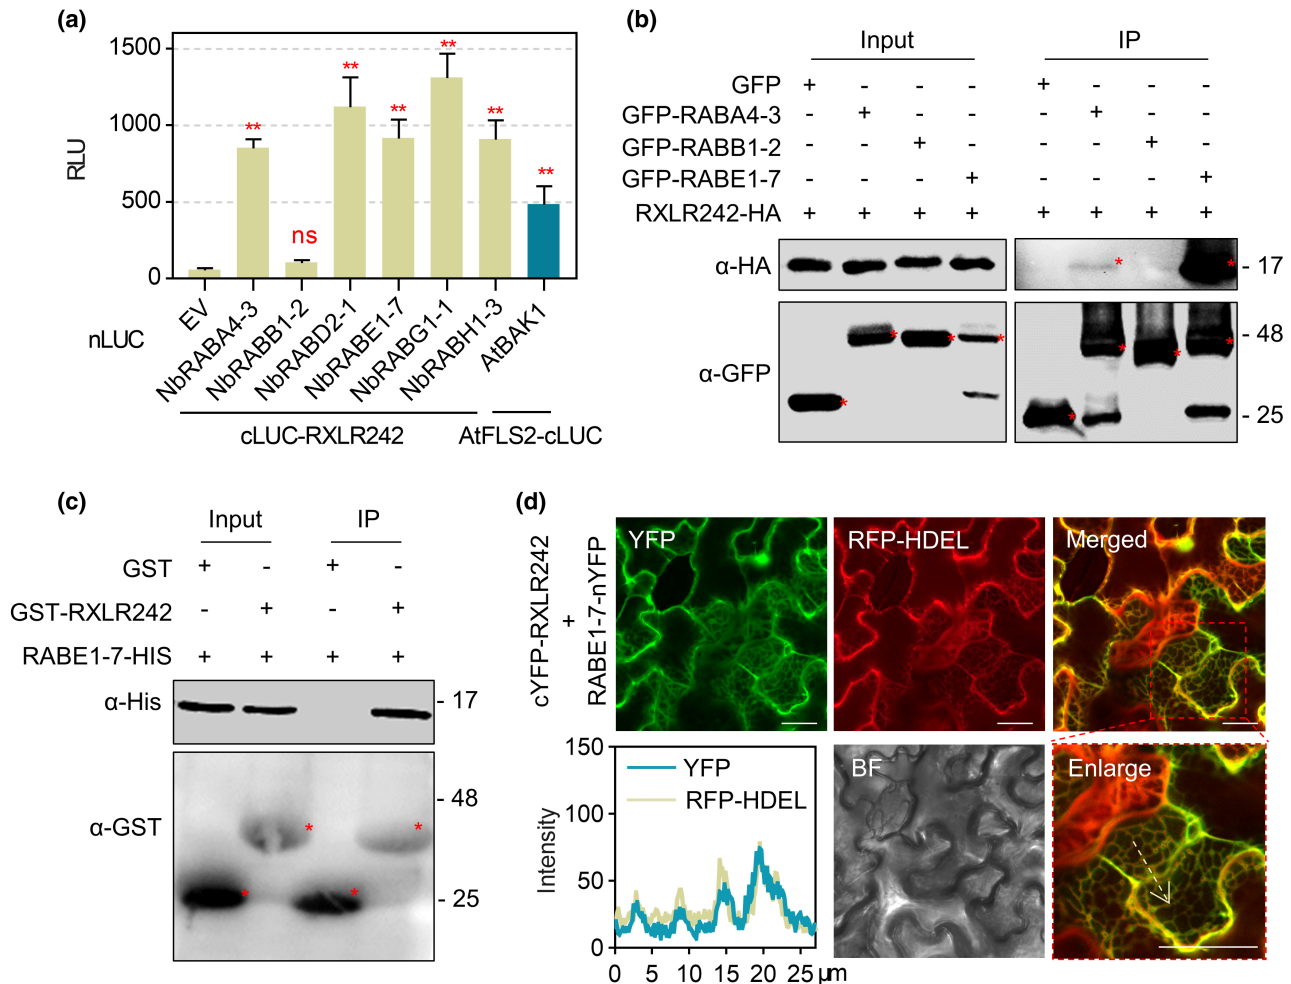 (a)
1500
1000
500
0
RLU
**
ns
**
**
**
**
**
nLUC
EV
NbRABA4-3
NbRABB1-2
NbRABD2-1
NbRABE1-7
NbRABG1-1
NbRABH1-3
AtBAK1
cLUC-RXLR242
AtFLS2-cLUC
(b)
Input IP
GFP + - - - + - - -
GFP-RABA4-3 - + - - - + - -
GFP-RABB1-2 - - + - - - + -
GFP-RABE1-7 - - - + - - - +
RXLR242-HA + + + + + + + +
α-HA * * - 17
α-GFP * * * * * * * * - 48
- 25
(c)
Input IP
GST + - + -
GST-RXLR242 - + - +
RABE1-7-HIS + + + +
α-His - 17
- 48
α-GST * *
* * - 25
(d)
cYFP-RXLR242
+
RABE1-7-nYFP
YFP
RFP-HDEL
Merged
150
100
50
0
Intensity
YFP
RFP-HDEL
0 5 10 15 20 25 µm
BF
Enlarge